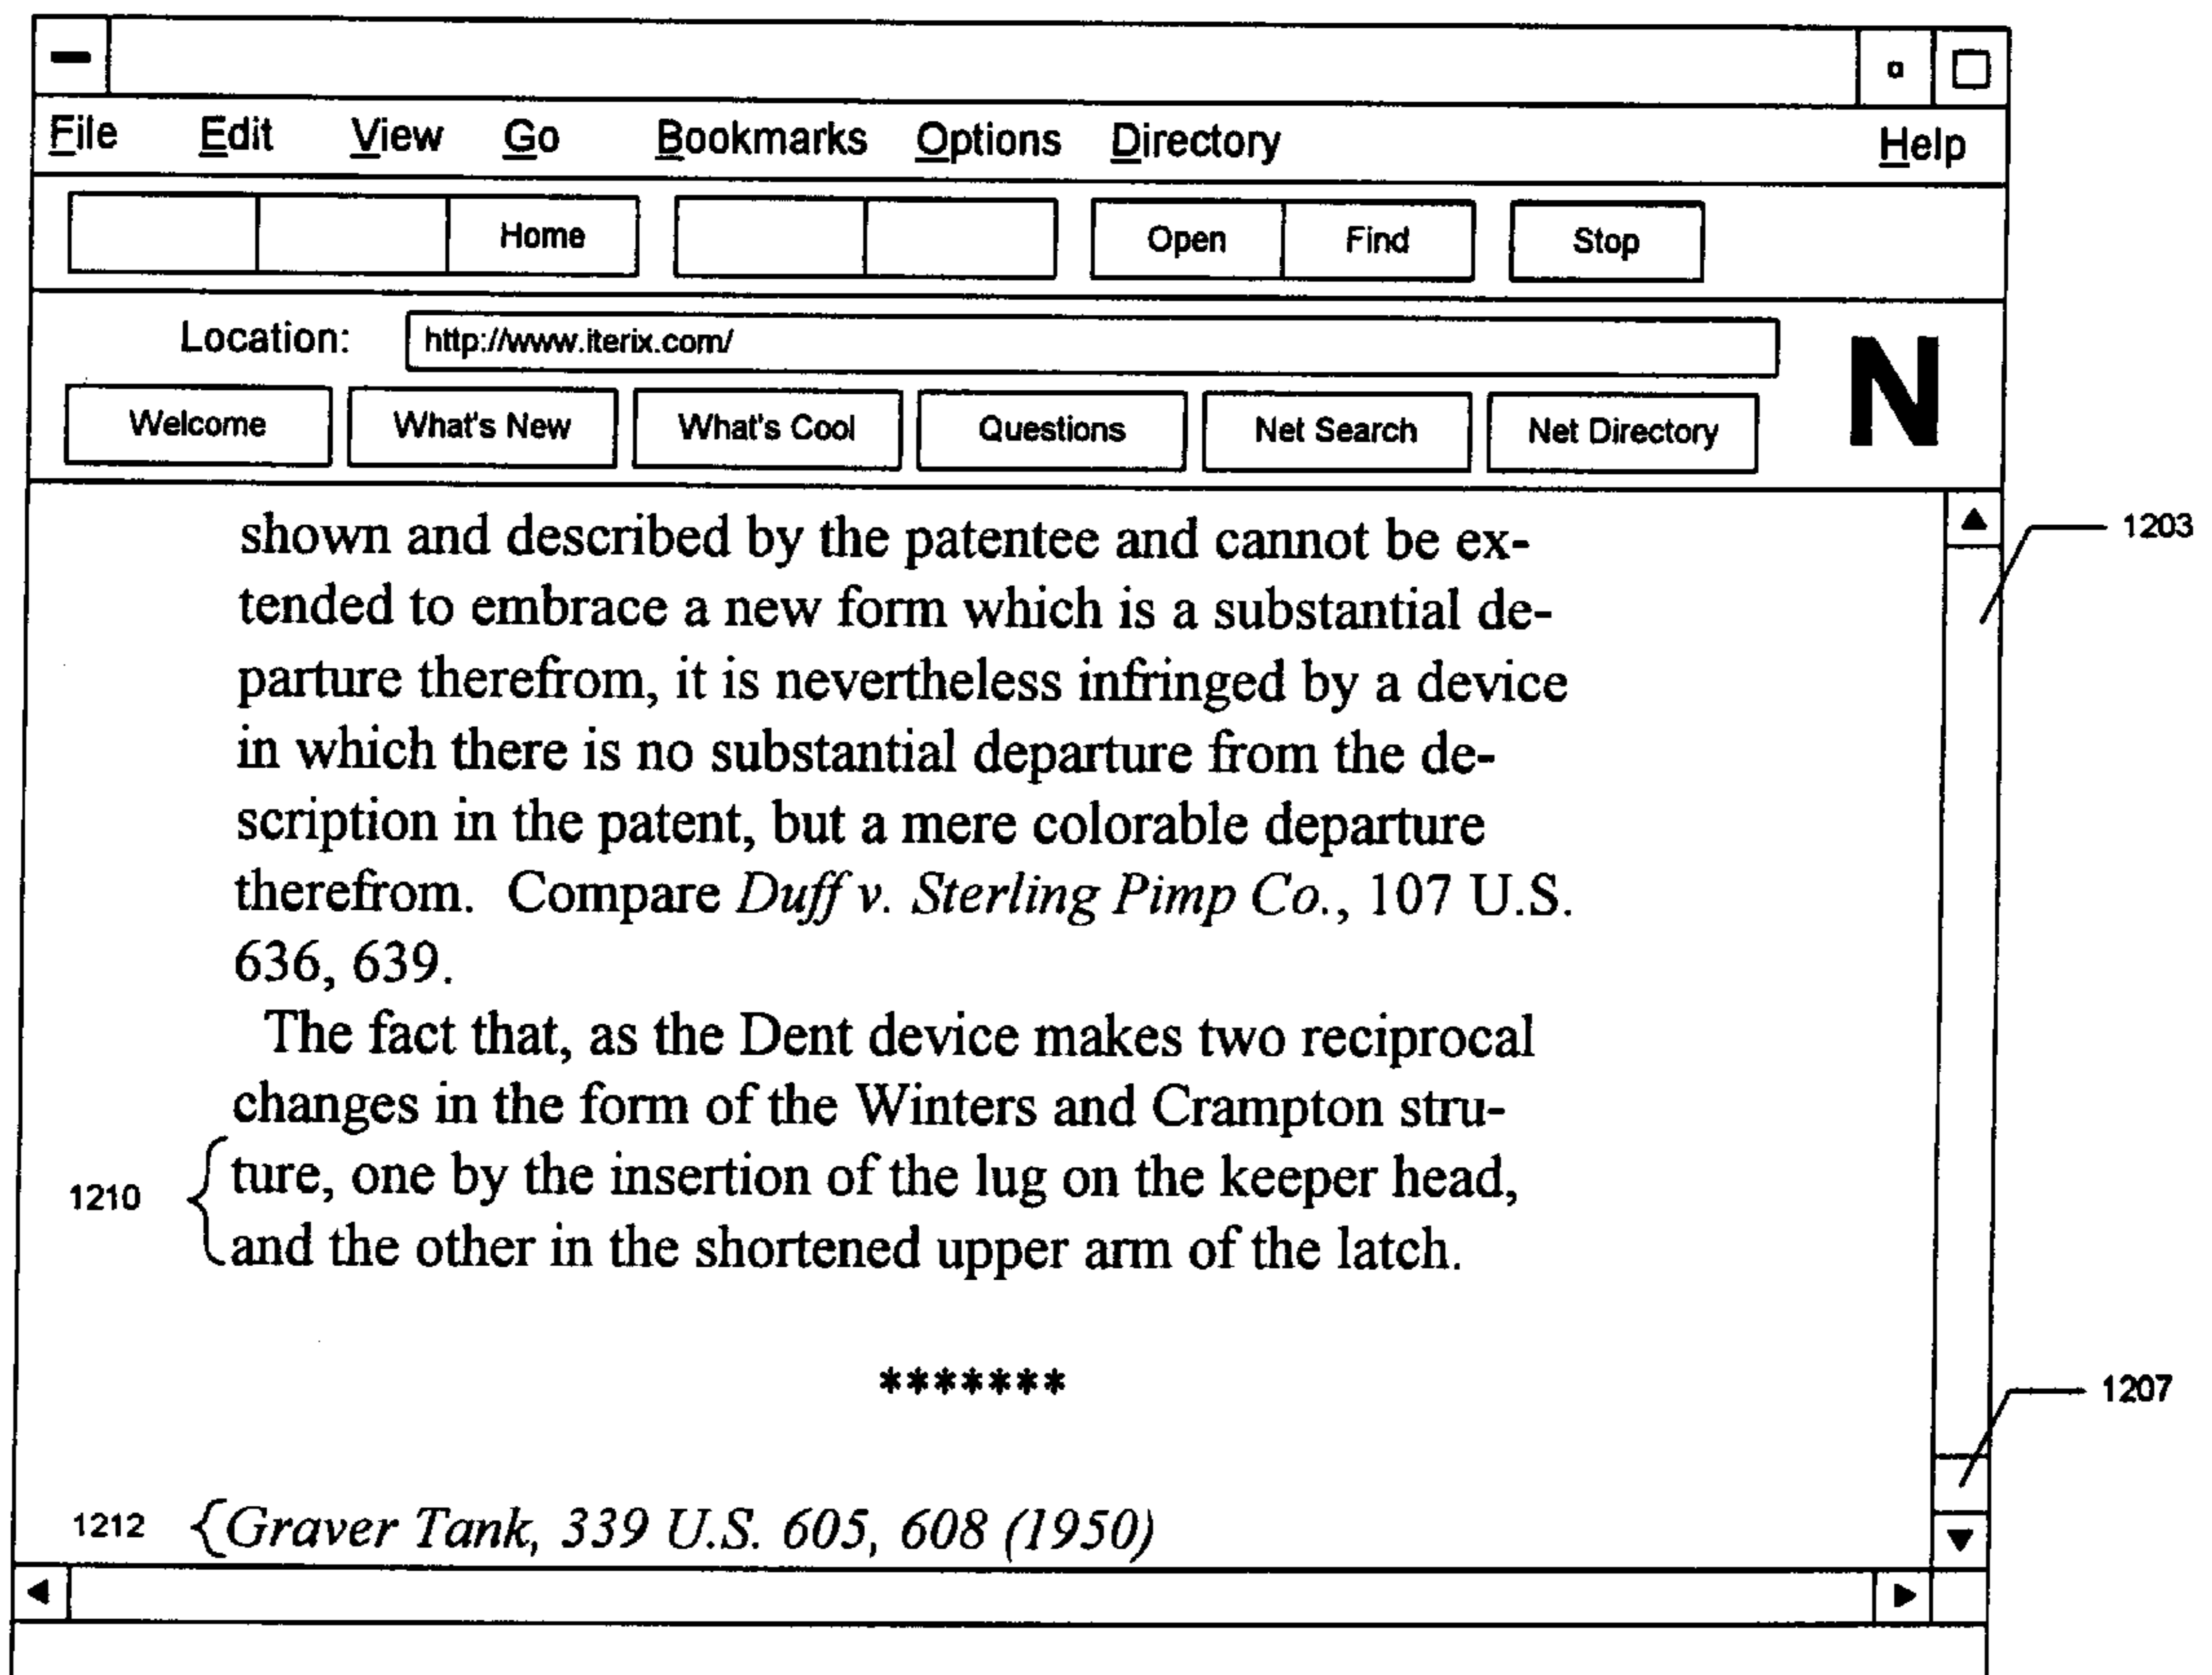 File Edit View Go Bookmarks Options Directory Help
Home Open Find Stop
Location: http://www.iterix.com/
N
Welcome What's New What's Cool Questions Net Search Net Directory
shown and described by the patentee and cannot be ex-
1203
tended to embrace a new form which is a substantial de-
parture therefrom, it is nevertheless infringed by a device
in which there is no substantial departure from the de-
scription in the patent, but a mere colorable departure
therefrom. Compare Duff v. Sterling Pimp Co., 107 U.S.
636, 639.
The fact that, as the Dent device makes two reciprocal
changes in the form of the Winters and Crampton stru-
1210 {ture, one by the insertion of the lug on the keeper head,
and the other in the shortened upper arm of the latch.
*******
1207
1212 {Graver Tank, 339 U.S. 605, 608 (1950)